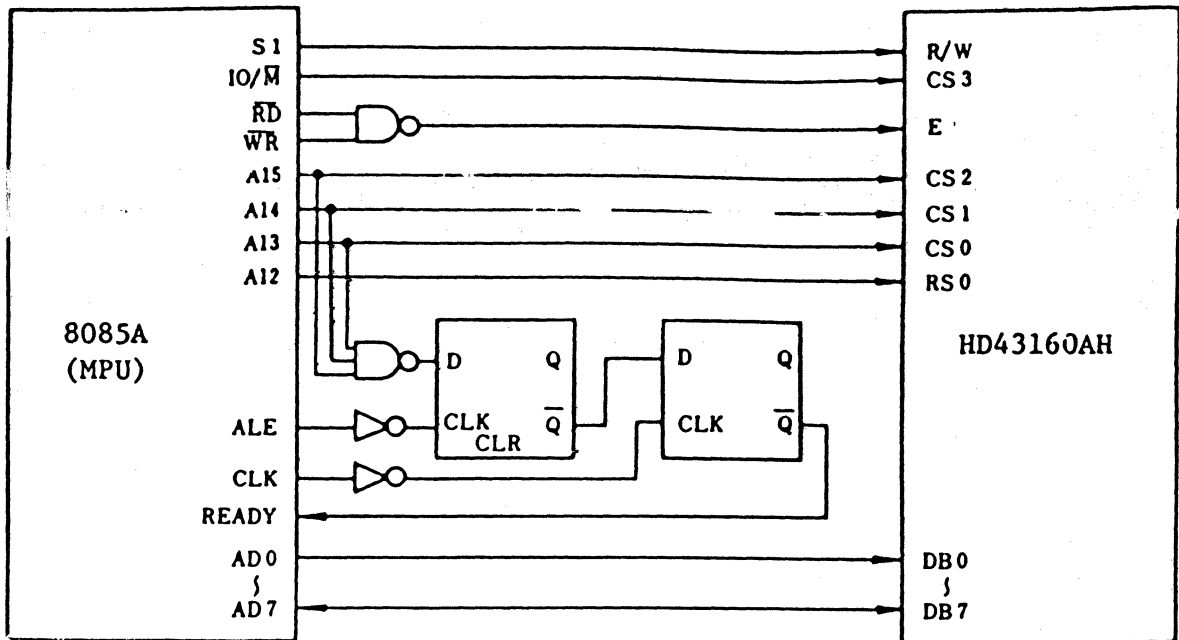 S1
IO/M̅
R̅D̅
W̅R̅
A15
A14
A13
A12
8085A
(MPU)
ALE
CLK
READY
AD0
~
AD7
D
Q
CLK
CLR
Q̅
D
Q
CLK
Q̅
R/W
CS3
E
CS2
CS1
CS0
RS0
HD43160AH
DB0
~
DB7